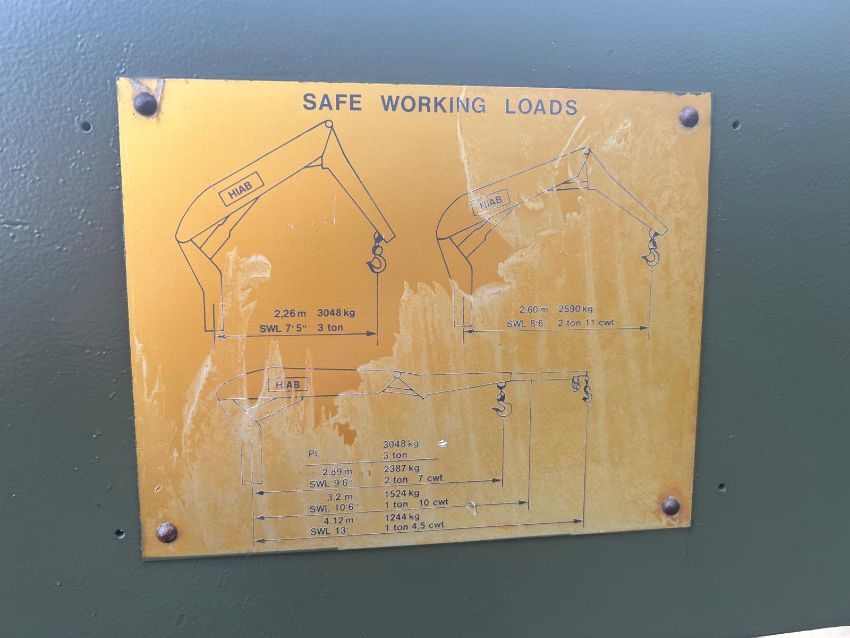 SAFE WORKING LOADS
HIAB
2,26 m 3048 kg
SWL 7'5" 3 ton
HIAB
2.60 m 2590 kg
SWL 8'6" 2 ton 11 cwt
HIAB
3048 kg
3 ton
2.89 m 2387 kg
SWL 9'6" 2 ton 7 cwt
3.2 m 1524 kg
SWL 10'6" 1 ton 10 cwt
4,12 m 1244 kg
SWL 13' 1 ton 4,5 cwt